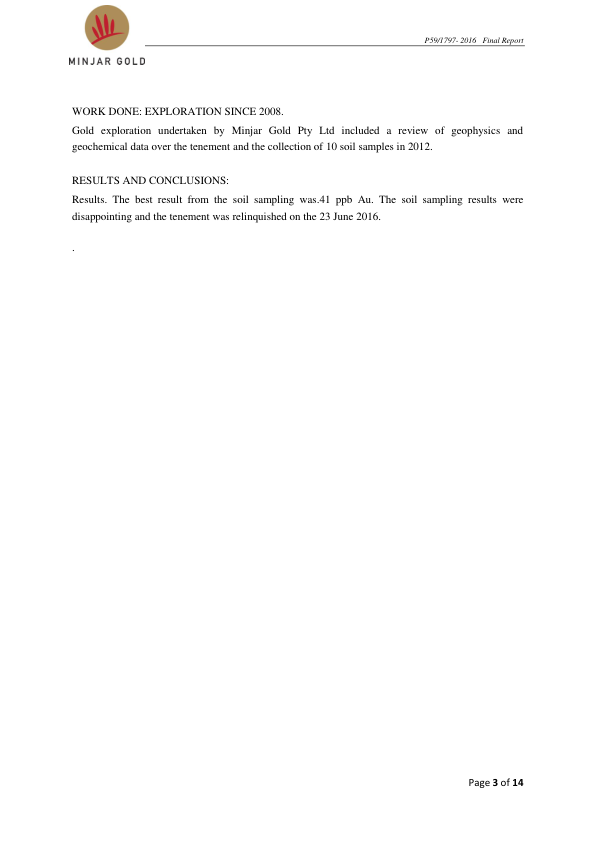 P59/1797- 2016 Final Report
MINJAR GOLD
WORK DONE: EXPLORATION SINCE 2008.
Gold exploration undertaken by Minjar Gold Pty Ltd included a review of geophysics and
geochemical data over the tenement and the collection of 10 soil samples in 2012.
RESULTS AND CONCLUSIONS:
Results. The best result from the soil sampling was.41 ppb Au. The soil sampling results were
disappointing and the tenement was relinquished on the 23 June 2016.
.
Page 3 of 14